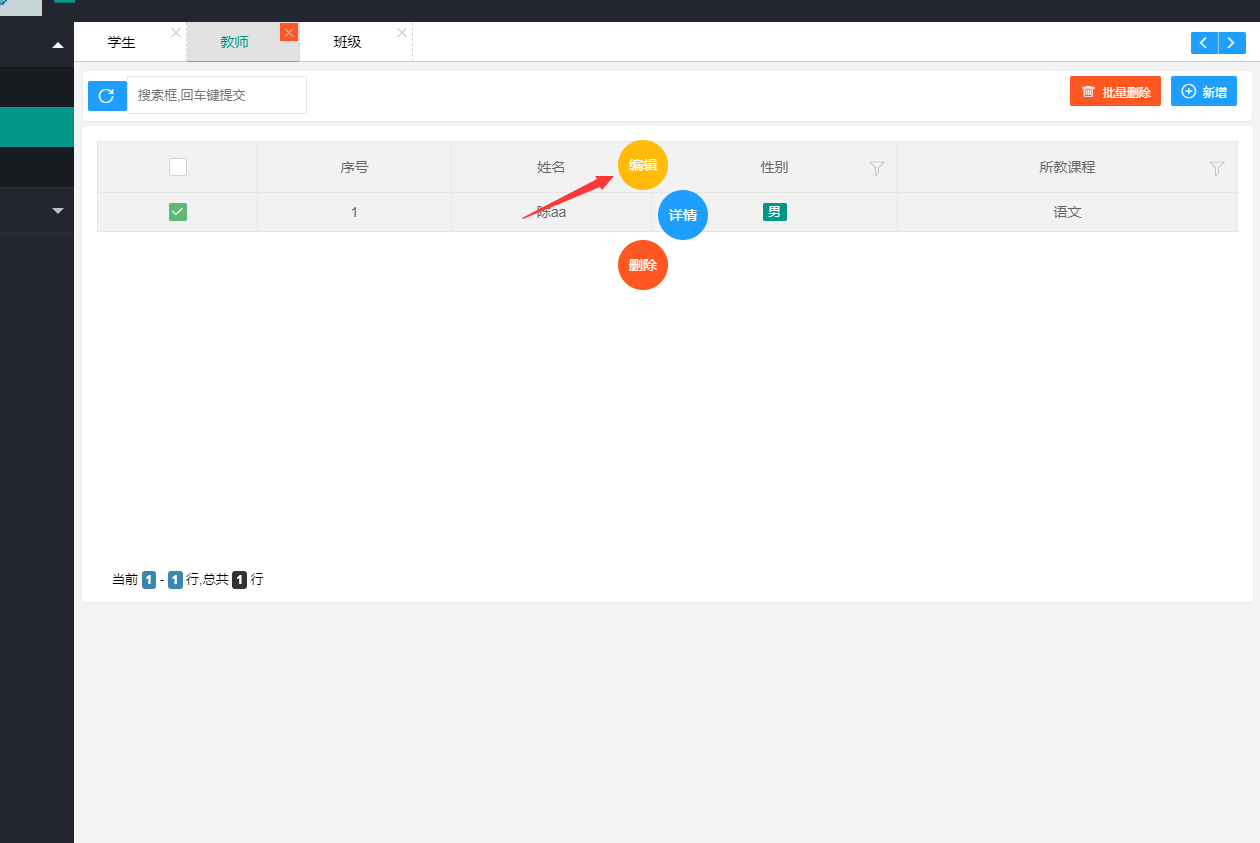 学生 教师 班级
搜索框,回车键提交 批量删除 新增
序号 姓名 编辑 性别 所教课程
1 陈aa 详情 男 语文
删除
当前 1 - 1 行,总共 1 行